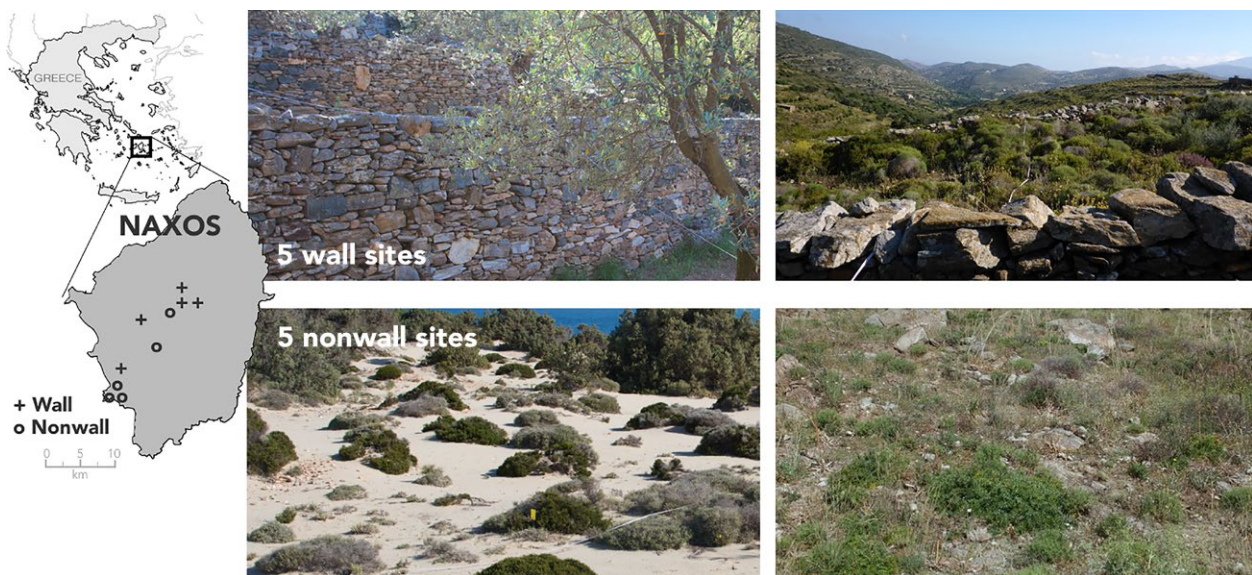 GREECE
NAXOS
5 wall sites
5 nonwall sites
+ Wall
o Nonwall
0 5 10
km